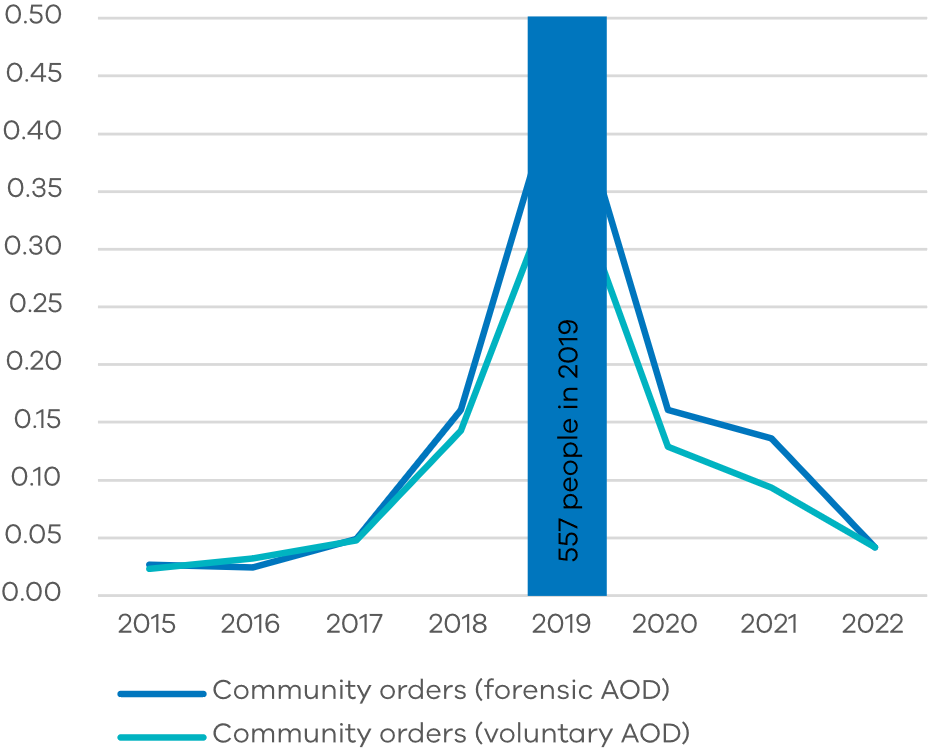 0.50
0.45
0.40
0.35
0.30
0.25
0.20
0.15
0.10
0.05
0.00
557 people in 2019
2015 2016 2017 2018 2019 2020 2021 2022
Community orders (forensic AOD)
Community orders (voluntary AOD)